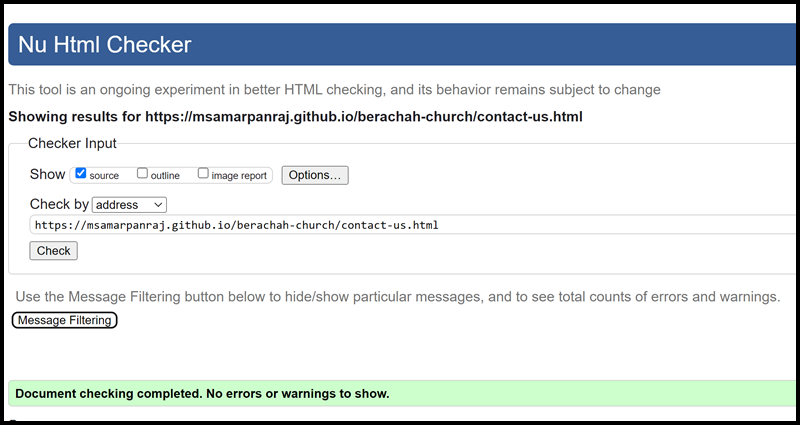 Nu Html Checker
This tool is an ongoing experiment in better HTML checking, and its behavior remains subject to change
Showing results for https://msamarpanraj.github.io/berachah-church/contact-us.html
Checker Input
Show source outline image report Options...
Check by address
https://msamarpanraj.github.io/berachah-church/contact-us.html
Check
Use the Message Filtering button below to hide/show particular messages, and to see total counts of errors and warnings.
Message Filtering
Document checking completed. No errors or warnings to show.